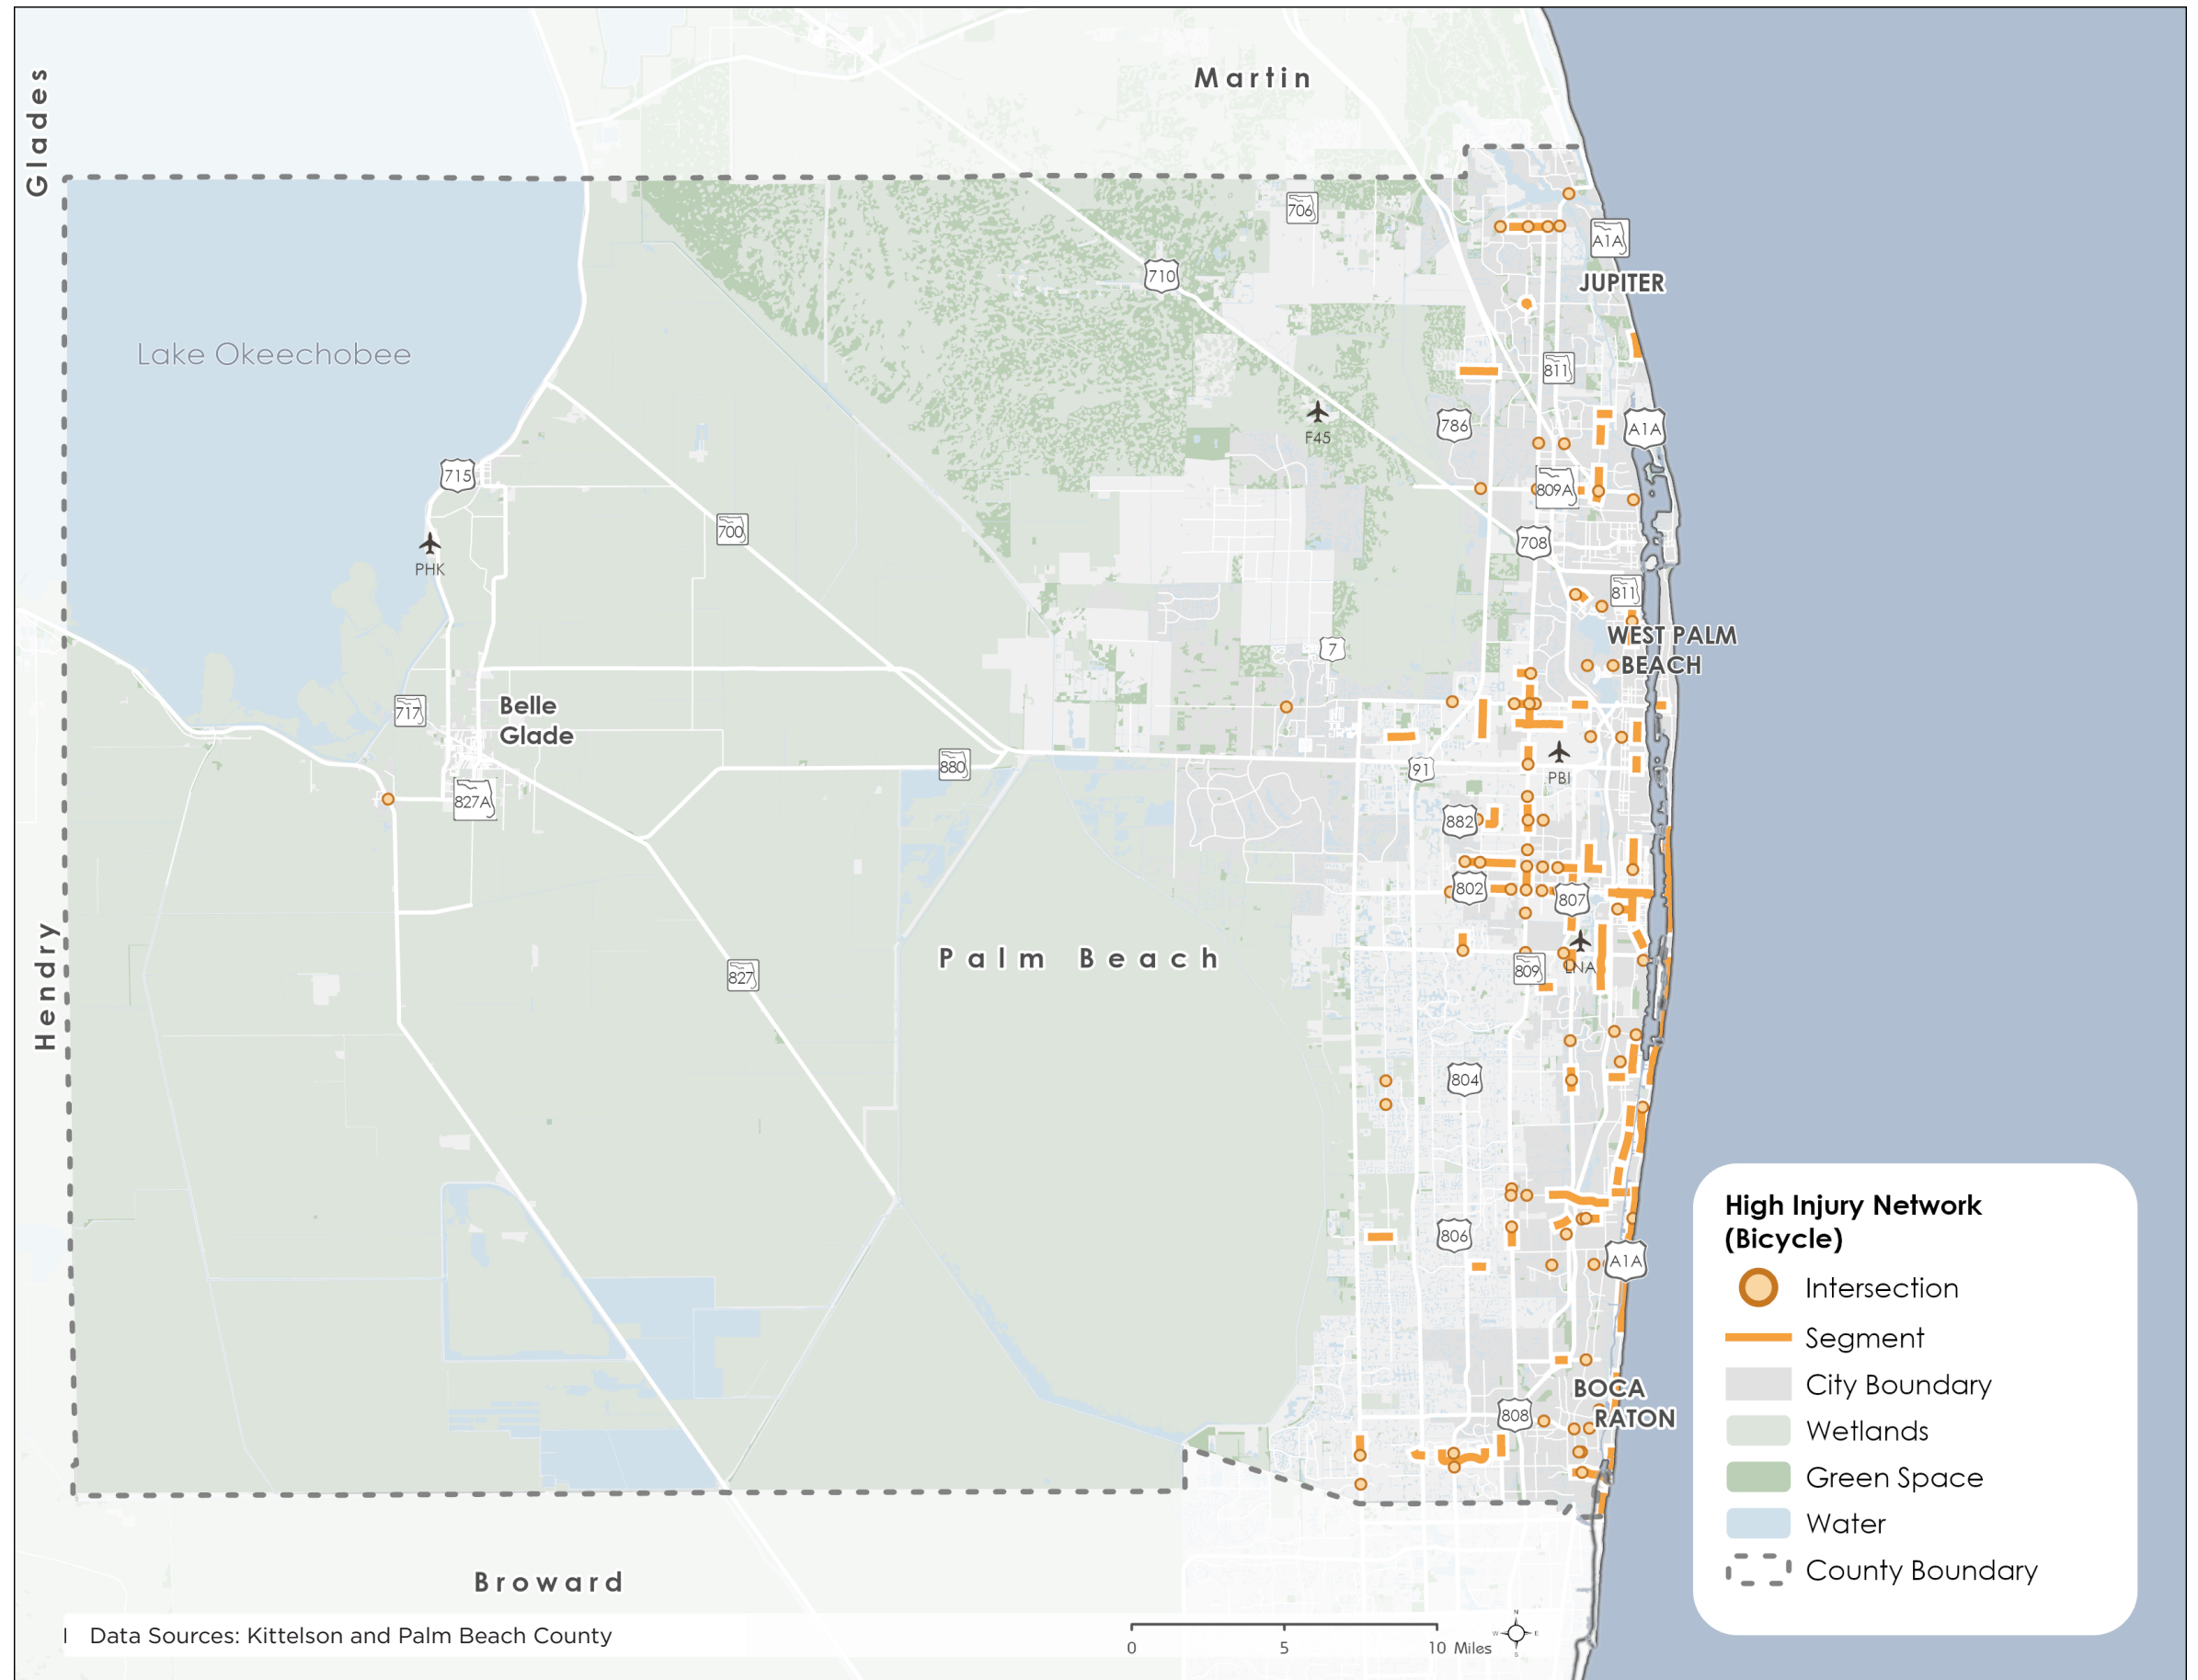 Glades
Martin
706
A1A
710
JUPITER
Lake Okeechobee
811
F45
786
A1A
715
809A
700
708
PHK
811
7
WEST PALM
BEACH
717
Belle
Glade
PBI
880
91
827A
882
802
807
Hendry
Palm Beach
827
809
LNA
804
806
A1A
BOCA
RATON
808
High Injury Network
(Bicycle)
Intersection
Segment
City Boundary
Wetlands
Green Space
Water
County Boundary
Broward
Data Sources: Kittelson and Palm Beach County
0 5 10 Miles
N
W E
S